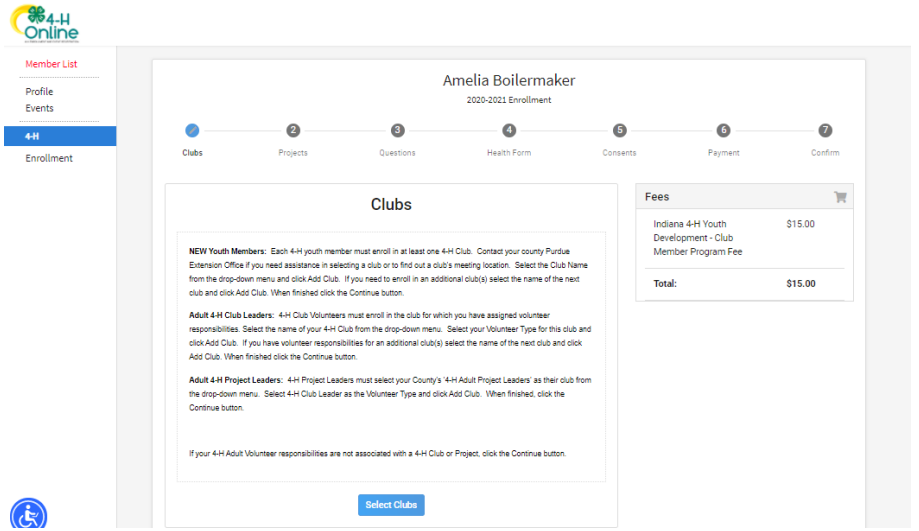 4-H
Online
Member List
Profile
Events
4-H
Enrollment
Amelia Boilermaker
2020-2021 Enrollment
2
3
4
5
6
7
Clubs
Projects
Questions
Health Form
Consents
Payment
Confirm
Clubs
NEW Youth Members: Each 4-H youth member must enroll in at least one 4-H Club. Contact your county Purdue
Extension Office if you need assistance in selecting a club or to find out a club's meeting location. Select the Club Name
from the drop-down menu and click Add Club. If you need to enroll in an additional club(s) select the name of the next
club and click Add Club. When finished click the Continue button.
Adult 4-H Club Leaders: 4-H Club Volunteers must enroll in the club for which you have assigned volunteer
responsibilities. Select the name of your 4-H Club from the drop-down menu. Select your Volunteer Type for this club and
click Add Club. If you have volunteer responsibilities for an additional club(s) select the name of the next club and click
Add Club. When finished click the Continue button.
Adult 4-H Project Leaders: 4-H Project Leaders must select your County's '4-H Adult Project Leaders' as their club from
the drop-down menu. Select 4-H Club Leader as the Volunteer Type and click Add Club. When finished, click the
Continue button.
If your 4-H Adult Volunteer responsibilities are not associated with a 4-H Club or Project, click the Continue button.
Select Clubs
Fees
Indiana 4-H Youth $15.00
Development - Club
Member Program Fee
Total: $15.00